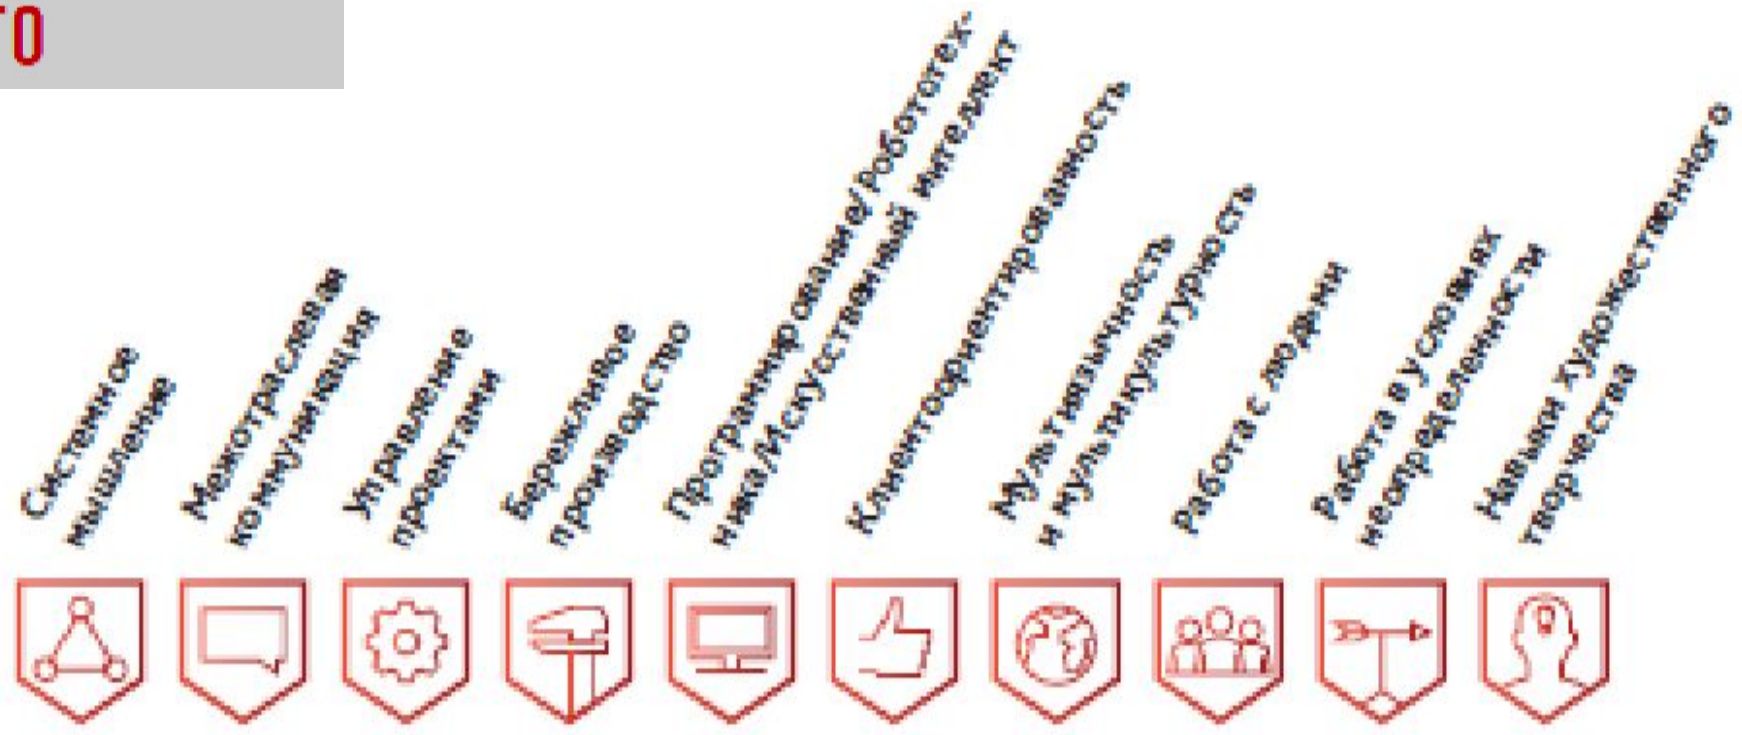 ТО
Системное
мышление
Межотраслевая
коммуникация
Управление
проектами
Бережливое
производство
Программирование/Робототех-
ника/Искусственный интеллект
Клиентоориентированность
Мультиязычность
и мультикультурность
Работа с людьми
Работа в условиях
неопределенности
Навыки художественного
творчества